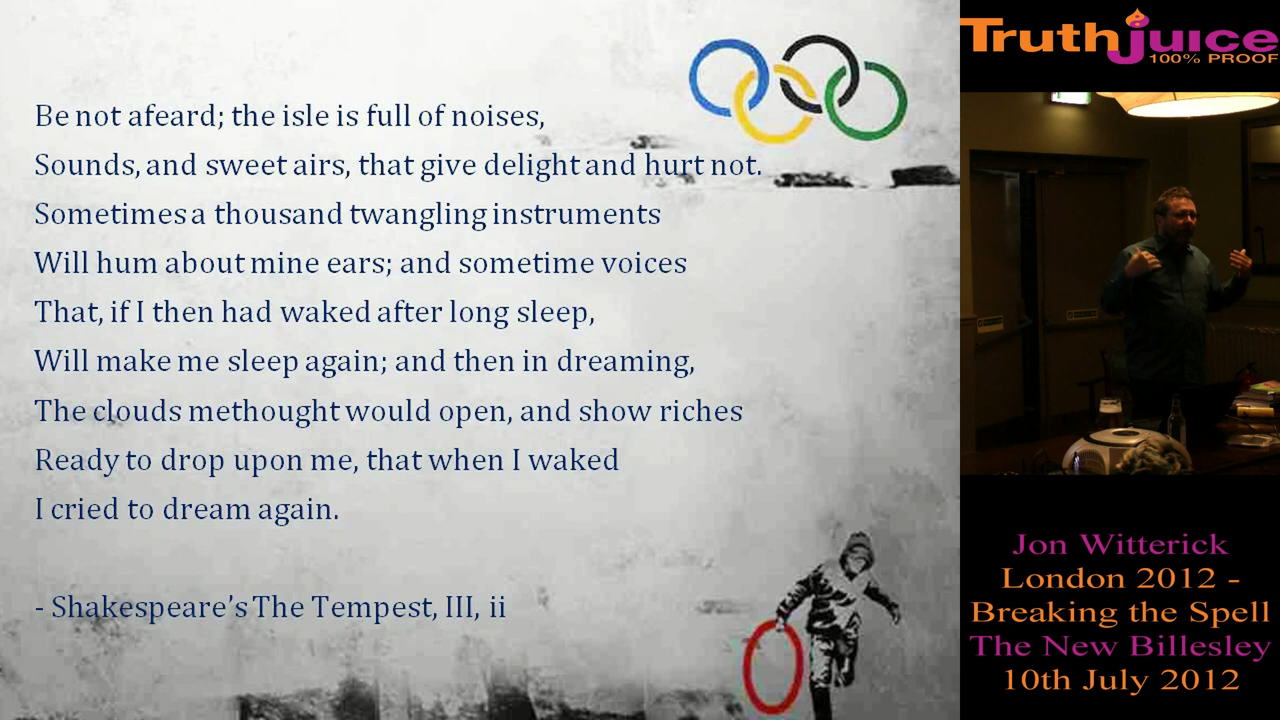 Be not afeard; the isle is full of noises,
Sounds, and sweet airs, that give delight and hurt not.
Sometimes a thousand twangling instruments
Will hum about mine ears; and sometime voices
That, if I then had waked after long sleep,
Will make me sleep again; and then in dreaming,
The clouds methought would open, and show riches
Ready to drop upon me, that when I waked
I cried to dream again.
- Shakespeare's The Tempest, III, ii
Truthjuice
100% PROOF
Jon Witterick
London 2012 -
Breaking the Spell
The New Billesley
10th July 2012